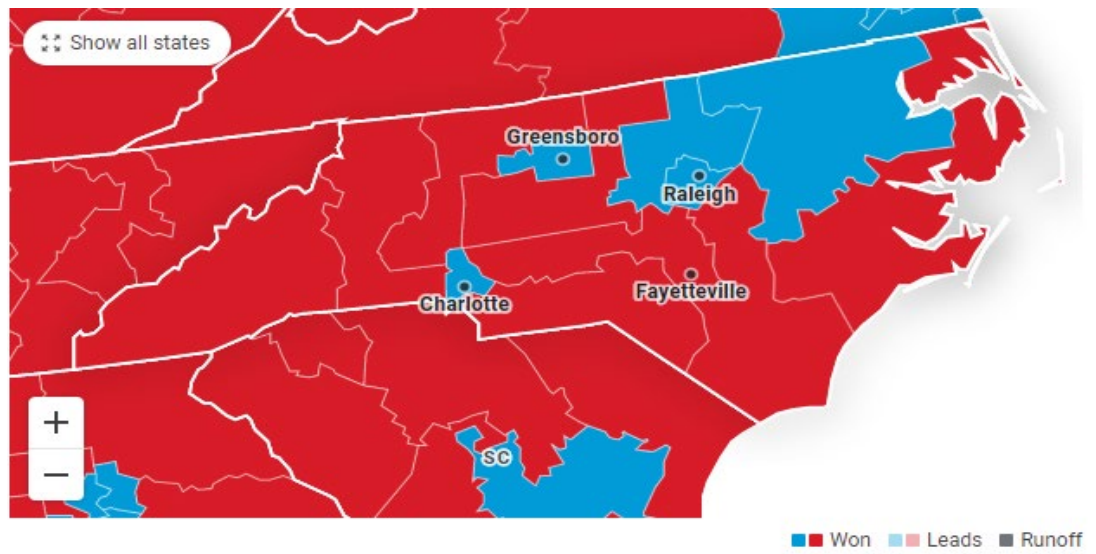 Show all states
Greensboro
Raleigh
Fayetteville
Charlotte
+
SC
−
Won
Leads
Runoff